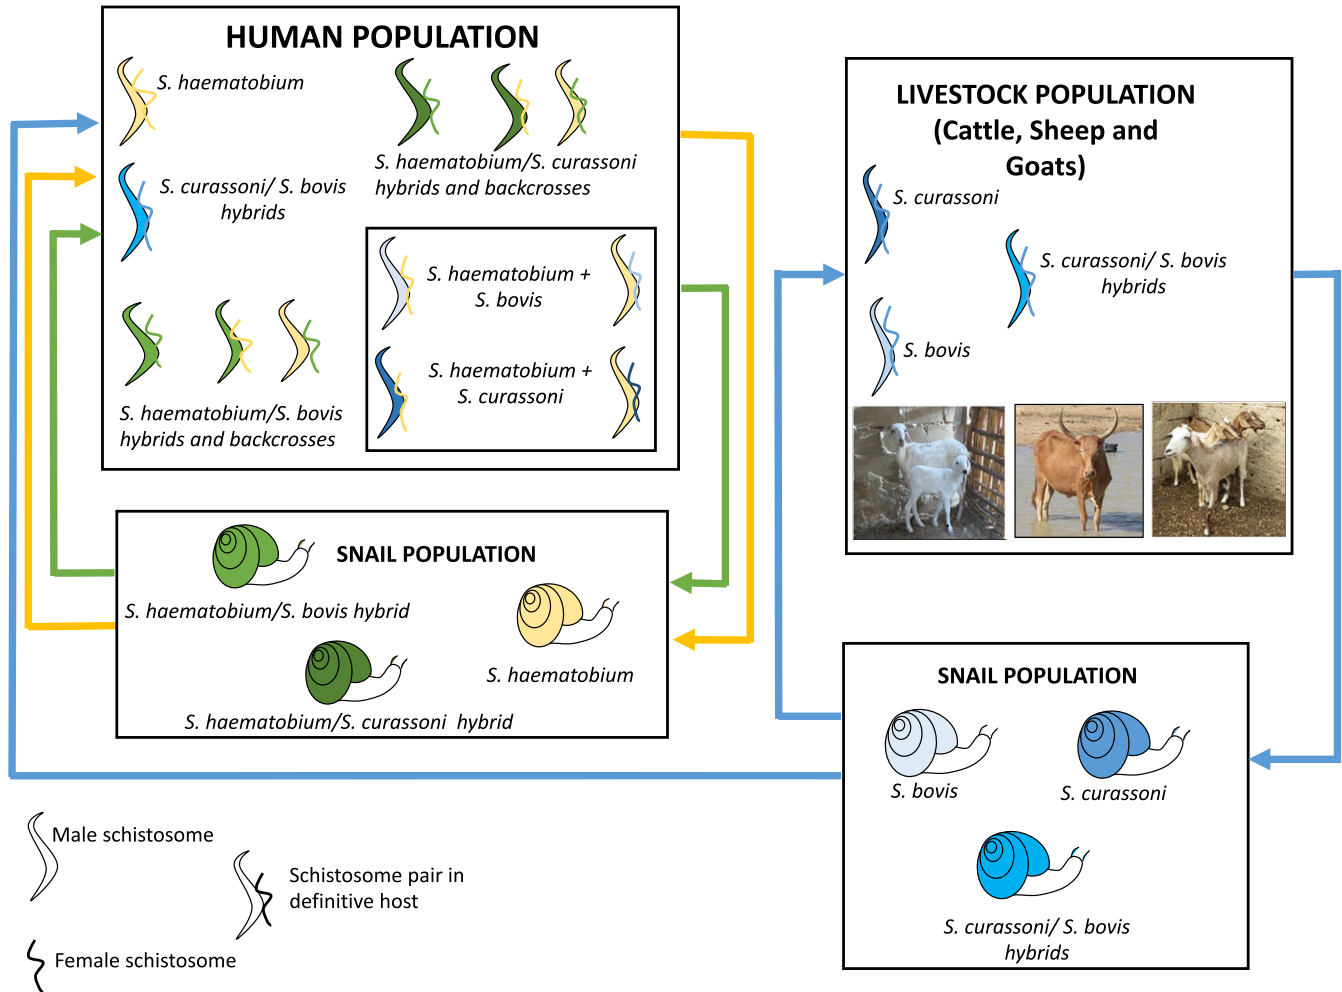 HUMAN POPULATION
S. haematobium
S. haematobium/S. curassoni
hybrids and backcrosses
S. curassoni/ S. bovis
hybrids
S. haematobium +
S. bovis
S. haematobium +
S. curassoni
S. haematobium/S. bovis
hybrids and backcrosses
SNAIL POPULATION
S. haematobium/S. bovis hybrid
S. haematobium
S. haematobium/S. curassoni hybrid
LIVESTOCK POPULATION
(Cattle, Sheep and
Goats)
S. curassoni
S. curassoni/ S. bovis
hybrids
S. bovis
SNAIL POPULATION
S. bovis
S. curassoni
S. curassoni/ S. bovis
hybrids
Male schistosome
Schistosome pair in
definitive host
Female schistosome